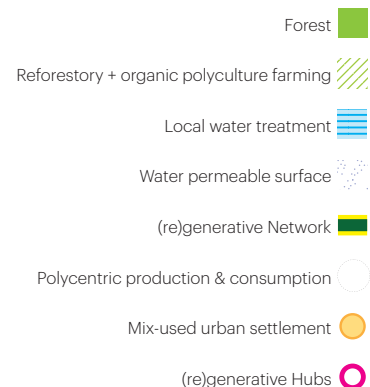 Forest
Reforestory + organic polyculture farming
Local water treatment
Water permeable surface
(re)generative Network
Polycentric production & consumption
Mix-used urban settlement
(re)generative Hubs